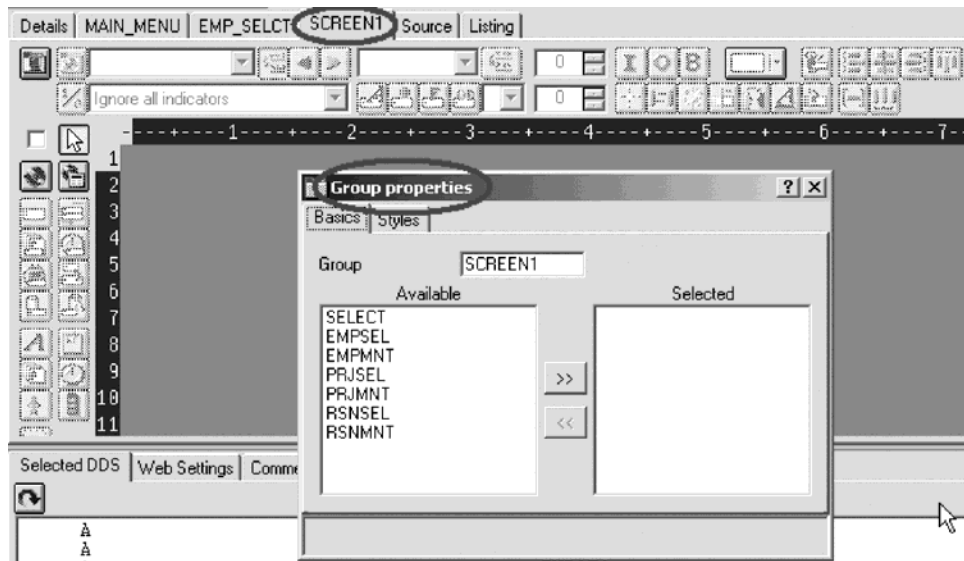 Details MAIN_MENU EMP_SELCT SCREEN1 Source Listing
0 I O B
Ignore all indicators 0
----+----1----+----2----+----3----+----4----+----5----+----6----+----7-
1
2
3
4
5
6
7
8
9
10
11
Group properties ? X
Basics Styles
Group SCREEN1
Available Selected
SELECT
EMPSEL
EMPMNT
PRJSEL
PRJMNT
RSNSEL
RSNMNT
>>
<<
Selected DDS Web Settings Comme
A
A